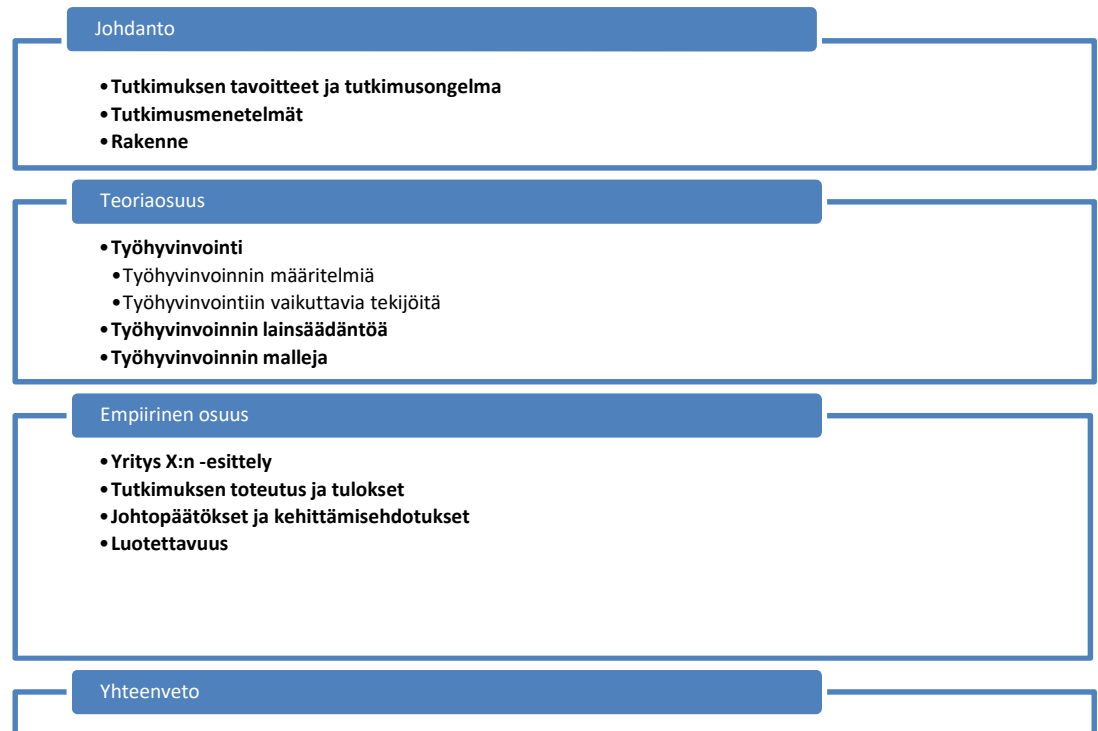 Johdanto
•Tutkimuksen tavoitteet ja tutkimusongelma
•Tutkimusmenetelmät
•Rakenne
Teoriaosuus
•Työhyvinvointi
•Työhyvinvoinnin määritelmiä
•Työhyvinvointiin vaikuttavia tekijöitä
•Työhyvinvoinnin lainsäädäntöä
•Työhyvinvoinnin malleja
Empiirinen osuus
•Yritys X:n -esittely
•Tutkimuksen toteutus ja tulokset
•Johtopäätökset ja kehittämisehdotukset
•Luotettavuus
Yhteenveto